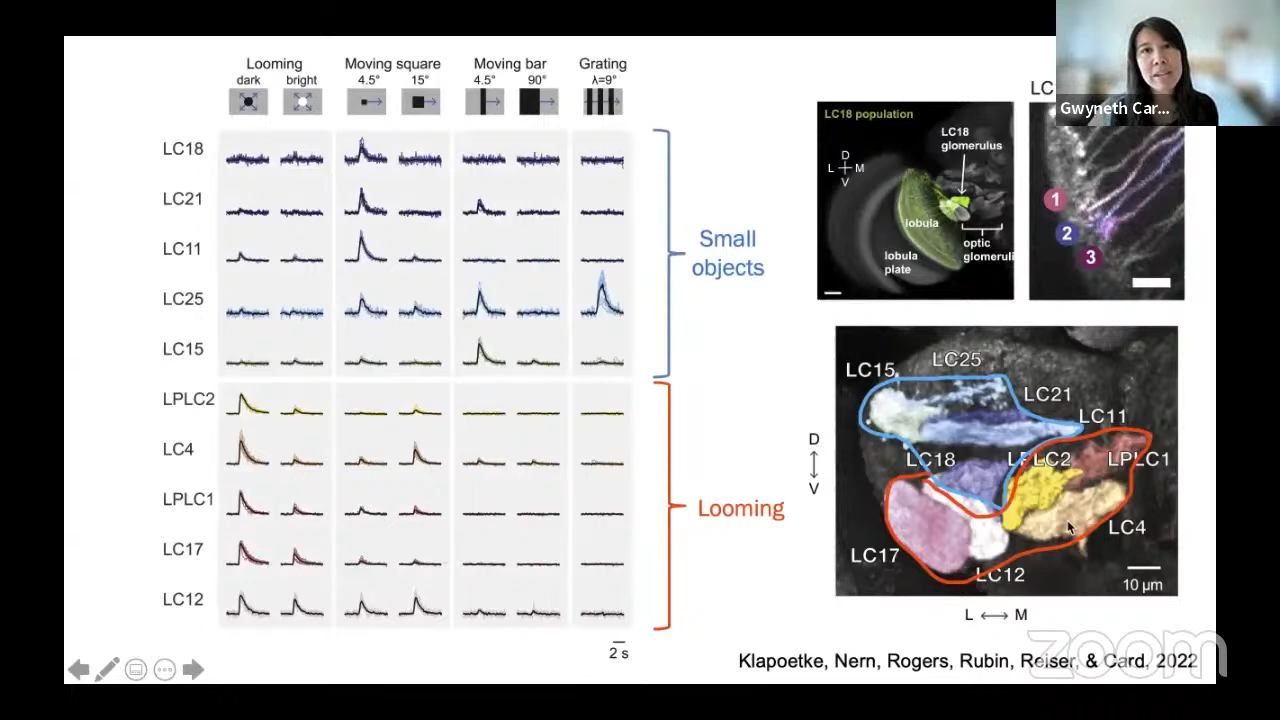 Looming
dark
bright
Moving square
4.5°
15°
Moving bar
4.5°
90°
Grating
λ=9°
LC18
LC21
LC11
LC25
LC15
LPLC2
LC4
LPLC1
LC17
LC12
Small
objects
Looming
2 s
LC18 population
D
L
M
V
LC18
glomerulus
lobula
lobula
plate
optic
glomeruli
LC
Gwyneth Car...
1
2
3
LC15
LC25
LC21
LC11
LC18
LPLC2
LPLC1
LC4
LC17
LC12
10 μm
D
V
L
M
Klapoetke, Nern, Rogers, Rubin, Reiser, & Card, 2022
zoom